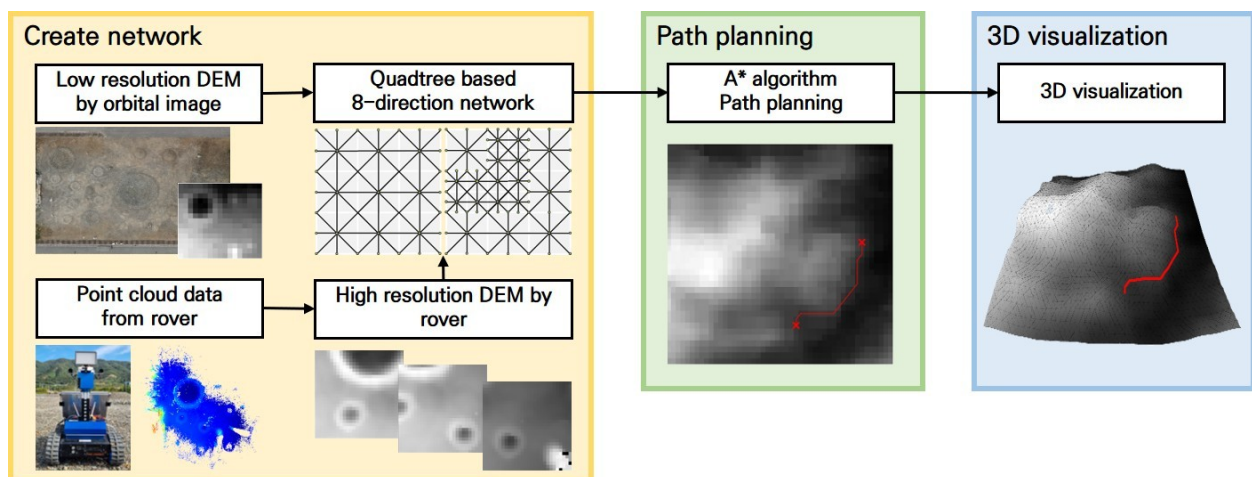 Create network
Low resolution DEM
by orbital image
Quadtree based
8-direction network
Point cloud data
from rover
High resolution DEM by
rover
Path planning
A* algorithm
Path planning
3D visualization
3D visualization